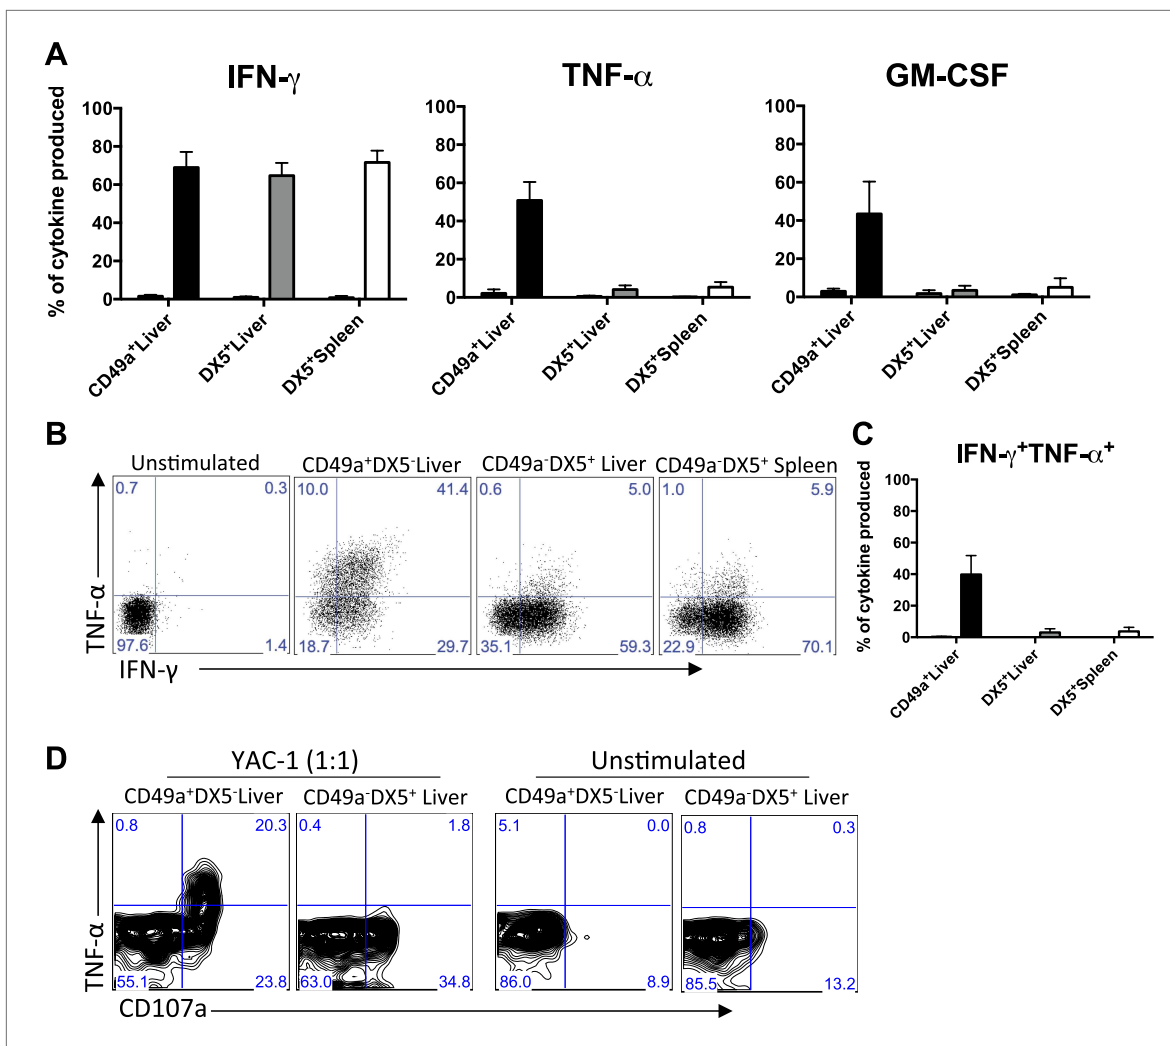 A
IFN-γ
TNF-α
GM-CSF
% of cytokine produced
100
80
60
40
20
0
CD49a⁺Liver
DX5⁺Liver
DX5⁺Spleen
100
80
60
40
20
0
CD49a⁺Liver
DX5⁺Liver
DX5⁺Spleen
100
80
60
40
20
0
CD49a⁺Liver
DX5⁺Liver
DX5⁺Spleen
B
Unstimulated
CD49a⁺DX5⁻Liver
CD49a⁻DX5⁺ Liver
CD49a⁻DX5⁺ Spleen
0.7 0.3
10.0 41.4
0.6 5.0
1.0 5.9
97.6 1.4
18.7 29.7
35.1 59.3
22.9 70.1
TNF-α
IFN-γ
C
IFN-γ⁺TNF-α⁺
% of cytokine produced
100
80
60
40
20
0
CD49a⁺Liver
DX5⁺Liver
DX5⁺Spleen
D
YAC-1 (1:1)
Unstimulated
CD49a⁺DX5⁻Liver
CD49a⁻DX5⁺ Liver
CD49a⁺DX5⁻Liver
CD49a⁻DX5⁺ Liver
0.8 20.3
0.4 1.8
5.1 0.0
0.8 0.3
55.1 23.8
63.0 34.8
86.0 8.9
85.5 13.2
TNF-α
CD107a